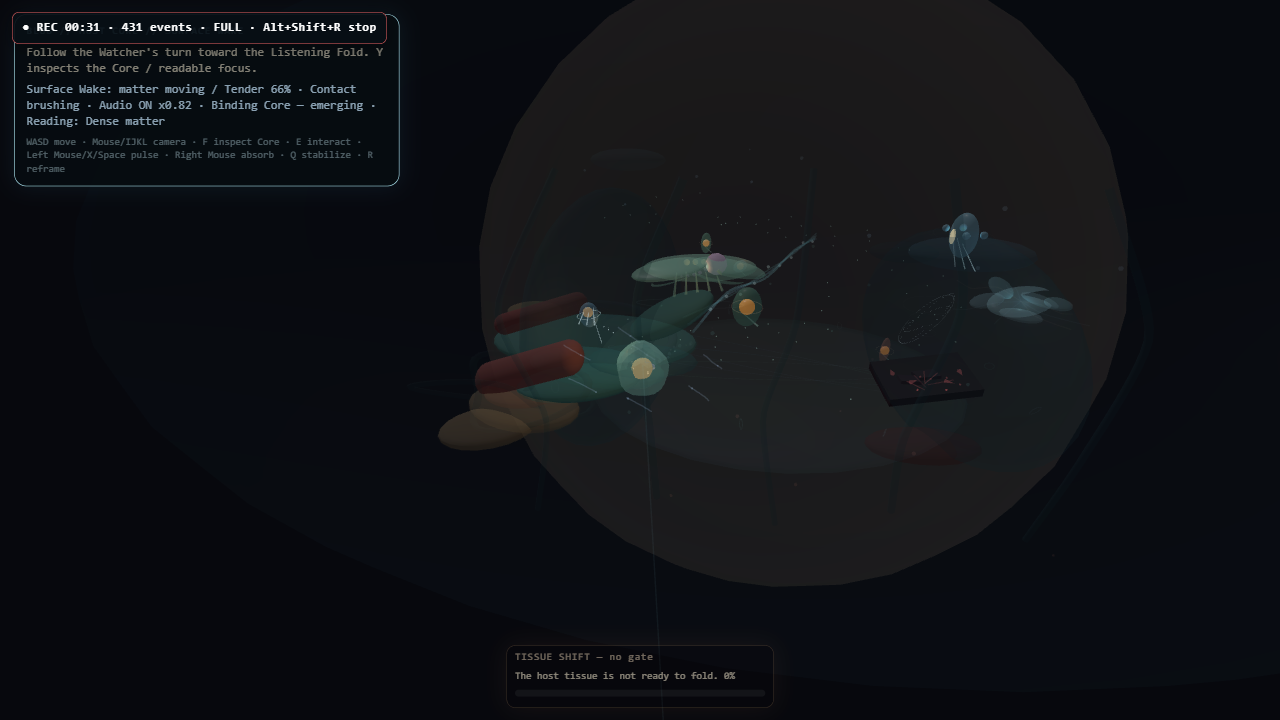 ● REC 00:31 · 431 events · FULL · Alt+Shift+R stop
Follow the Watcher's turn toward the Listening Fold. Y
inspects the Core / readable focus.
Surface Wake: matter moving / Tender 66% · Contact
brushing · Audio ON x0.82 · Binding Core — emerging ·
Reading: Dense matter
WASD move · Mouse/IJKL camera · F inspect Core · E interact ·
Left Mouse/X/Space pulse · Right Mouse absorb · Q stabilize · R
reframe
TISSUE SHIFT — no gate
The host tissue is not ready to fold. 0%